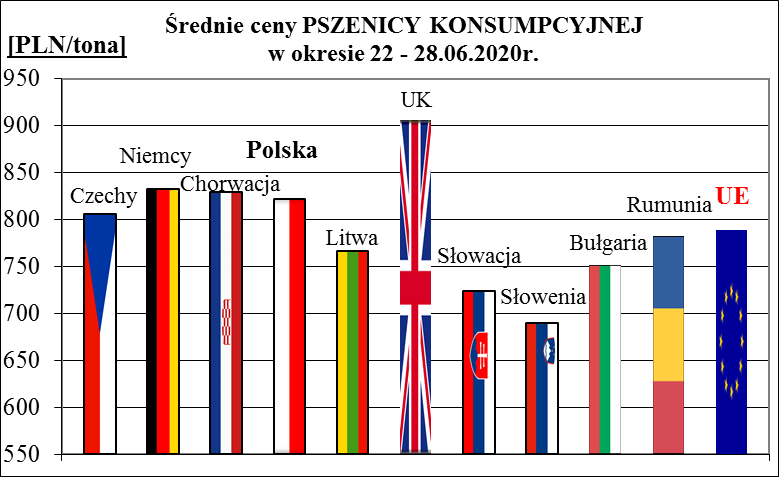 Średnie ceny PSZENICY KONSUMPCYJNEJ
w okresie 22 - 28.06.2020r.
[PLN/tona]
950
900
850
800
750
700
650
600
550
Czechy
Niemcy
Chorwacja
Polska
Litwa
UK
Słowacja
Słowenia
Bułgaria
Rumunia
UE